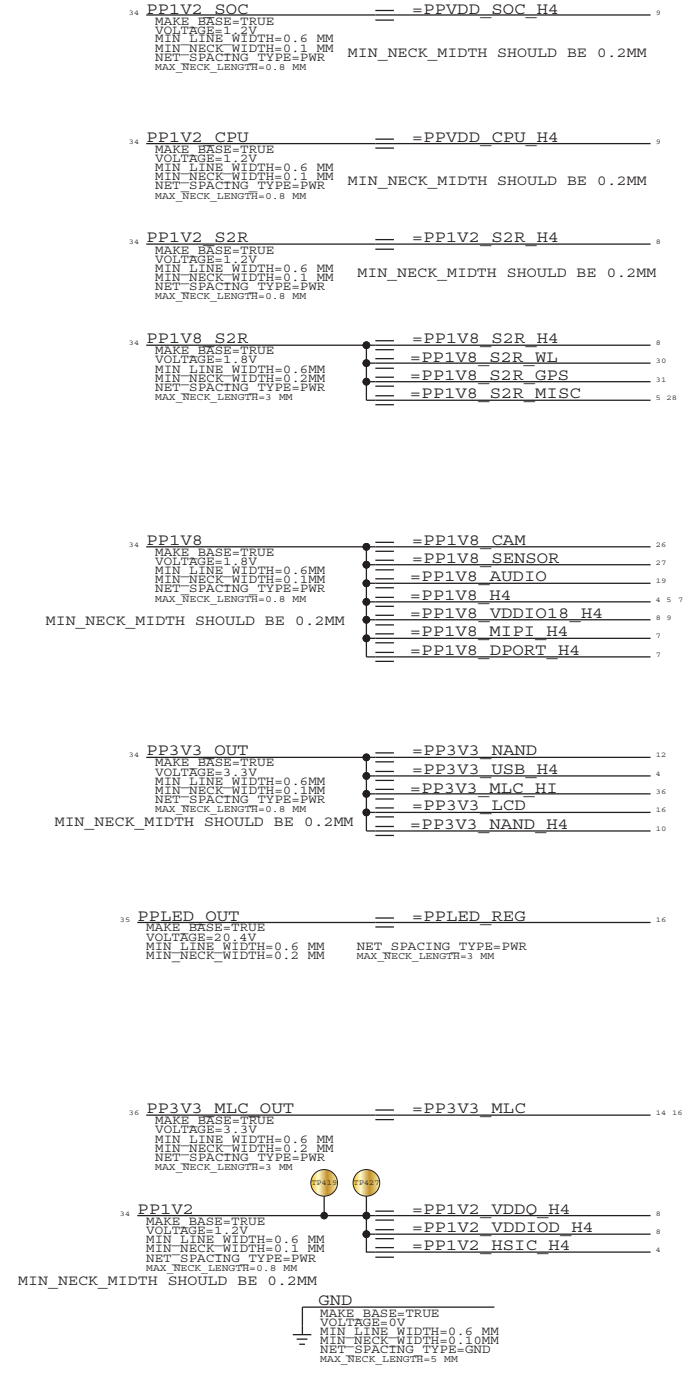 34 PP1V2_SOC =PPVDD_SOC_H4 9
MAKE_BASE=TRUE
VOLTAGE=1.2V
MIN_LINE_WIDTH=0.6 MM
MIN_NECK_WIDTH=0.1 MM MIN_NECK_MIDTH SHOULD BE 0.2MM
NET_SPACING_TYPE=PWR
MAX_NECK_LENGTH=0.8 MM
34 PP1V2_CPU =PPVDD_CPU_H4 9
MAKE_BASE=TRUE
VOLTAGE=1.2V
MIN_LINE_WIDTH=0.6 MM
MIN_NECK_WIDTH=0.1 MM MIN_NECK_MIDTH SHOULD BE 0.2MM
NET_SPACING_TYPE=PWR
MAX_NECK_LENGTH=0.8 MM
34 PP1V2_S2R =PP1V2_S2R_H4 8
MAKE_BASE=TRUE
VOLTAGE=1.2V
MIN_LINE_WIDTH=0.6 MM MIN_NECK_MIDTH SHOULD BE 0.2MM
MIN_NECK_WIDTH=0.1 MM
NET_SPACING_TYPE=PWR
MAX_NECK_LENGTH=0.8 MM
34 PP1V8_S2R =PP1V8_S2R_H4 8
MAKE_BASE=TRUE
VOLTAGE=1.8V =PP1V8_S2R_WL 30
MIN_LINE_WIDTH=0.6MM
MIN_NECK_WIDTH=0.2MM =PP1V8_S2R_GPS 31
NET_SPACING_TYPE=PWR
MAX_NECK_LENGTH=3 MM =PP1V8_S2R_MISC 5 28
34 PP1V8 =PP1V8_CAM 26
MAKE_BASE=TRUE
VOLTAGE=1.8V =PP1V8_SENSOR 27
MIN_LINE_WIDTH=0.6MM
MIN_NECK_WIDTH=0.1MM =PP1V8_AUDIO 19
NET_SPACING_TYPE=PWR
MAX_NECK_LENGTH=0.8 MM =PP1V8_H4 4 5 7
MIN_NECK_MIDTH SHOULD BE 0.2MM =PP1V8_VDDIO18_H4 8 9
=PP1V8_MIPI_H4 7
=PP1V8_DPORT_H4 7
34 PP3V3_OUT =PP3V3_NAND 12
MAKE_BASE=TRUE
VOLTAGE=3.3V =PP3V3_USB_H4 4
MIN_LINE_WIDTH=0.6MM
MIN_NECK_WIDTH=0.1MM =PP3V3_MLC_HI 36
NET_SPACING_TYPE=PWR
MAX_NECK_LENGTH=0.8 MM =PP3V3_LCD 16
MIN_NECK_MIDTH SHOULD BE 0.2MM =PP3V3_NAND_H4 10
35 PPLED_OUT =PPLED_REG 16
MAKE_BASE=TRUE
VOLTAGE=20.4V
MIN_LINE_WIDTH=0.6 MM NET_SPACING_TYPE=PWR
MIN_NECK_WIDTH=0.2 MM MAX_NECK_LENGTH=3 MM
36 PP3V3_MLC_OUT =PP3V3_MLC 14 16
MAKE_BASE=TRUE
VOLTAGE=3.3V
MIN_LINE_WIDTH=0.6 MM
MIN_NECK_WIDTH=0.2 MM
NET_SPACING_TYPE=PWR
MAX_NECK_LENGTH=3 MM
TP419 TP427
34 PP1V2 =PP1V2_VDDQ_H4 8
MAKE_BASE=TRUE
VOLTAGE=1.2V =PP1V2_VDDIOD_H4 8
MIN_LINE_WIDTH=0.6 MM
MIN_NECK_WIDTH=0.1 MM =PP1V2_HSIC_H4 4
NET_SPACING_TYPE=PWR
MAX_NECK_LENGTH=0.8 MM
MIN_NECK_MIDTH SHOULD BE 0.2MM
GND
MAKE_BASE=TRUE
VOLTAGE=0V
MIN_LINE_WIDTH=0.6 MM
MIN_NECK_WIDTH=0.10MM
NET_SPACING_TYPE=GND
MAX_NECK_LENGTH=5 MM